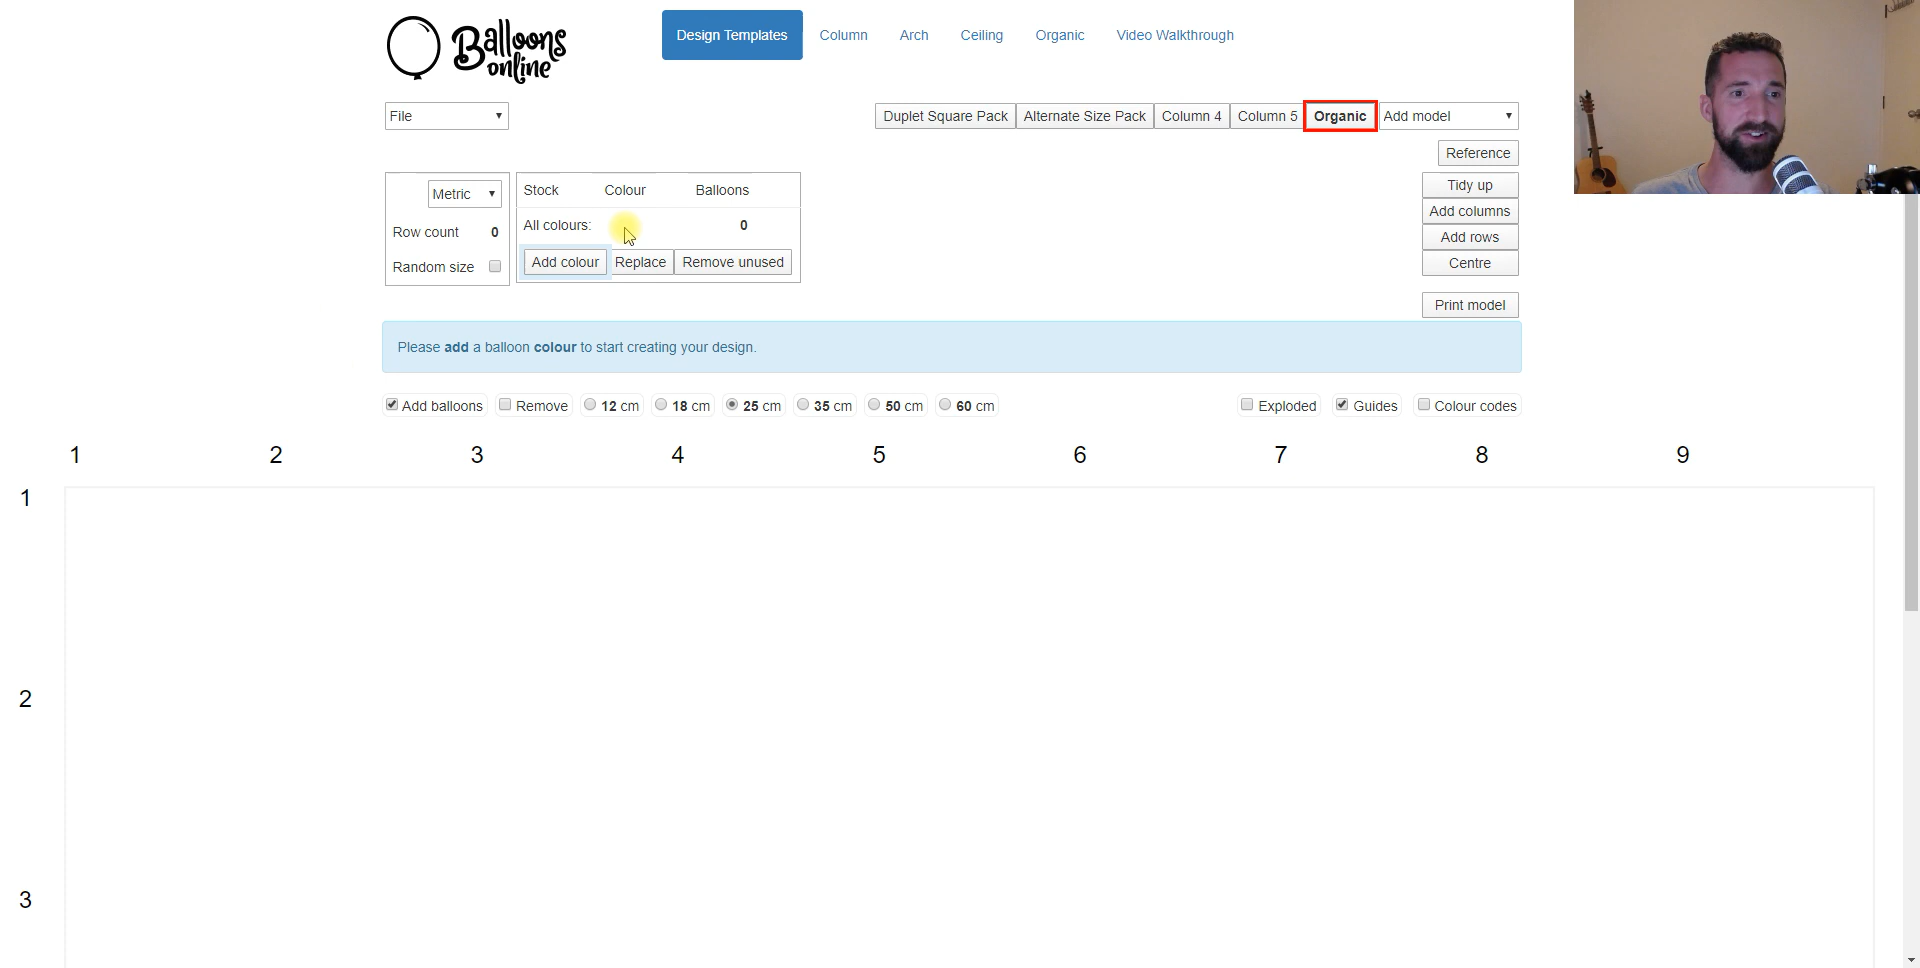 Balloons
online
Design Templates Column Arch Ceiling Organic Video Walkthrough
File Duplet Square Pack Alternate Size Pack Column 4 Column 5 Organic Add model
Reference
Metric Stock Colour Balloons Tidy up
Row count 0 All colours: 0 Add columns
Add rows
Random size Add colour Replace Remove unused Centre
Print model
Please add a balloon colour to start creating your design.
Add balloons Remove 12 cm 18 cm 25 cm 35 cm 50 cm 60 cm Exploded Guides Colour codes
1 2 3 4 5 6 7 8 9
1
2
3